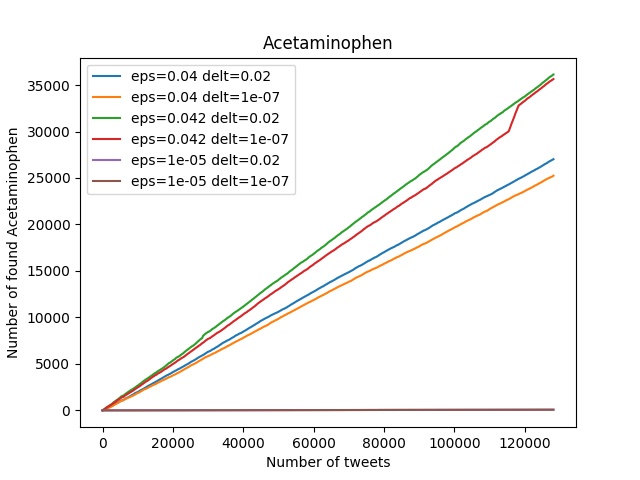 Acetaminophen
eps=0.04 delt=0.02
eps=0.04 delt=1e-07
eps=0.042 delt=0.02
eps=0.042 delt=1e-07
eps=1e-05 delt=0.02
eps=1e-05 delt=1e-07
Number of found Acetaminophen
35000
30000
25000
20000
15000
10000
5000
0
0 20000 40000 60000 80000 100000 120000
Number of tweets